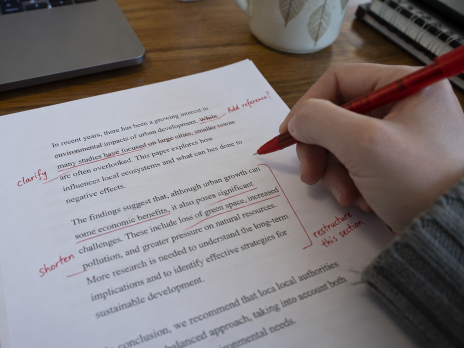 In recent years, there has been a growing interest in
environmental impacts of urban development. While Add reference!
many studies have focused on large cities, smaller towns
clarify are often overlooked. This paper explores how
influences local ecosystems and what can bee done to
negative effects.
The findings suggest that, although urban growth can
some economic benefits, it also poses significant
challenges. These include loss of green space, increased
Shorten pollution, and greater pressure on natural resources.
restructure
this section
More research is needed to understand the long-term
implications and to identify effective strategies for
sustainable development.
conclusion, we recommend that loca local authorities
balanced approach, taking into account both
environmental needs